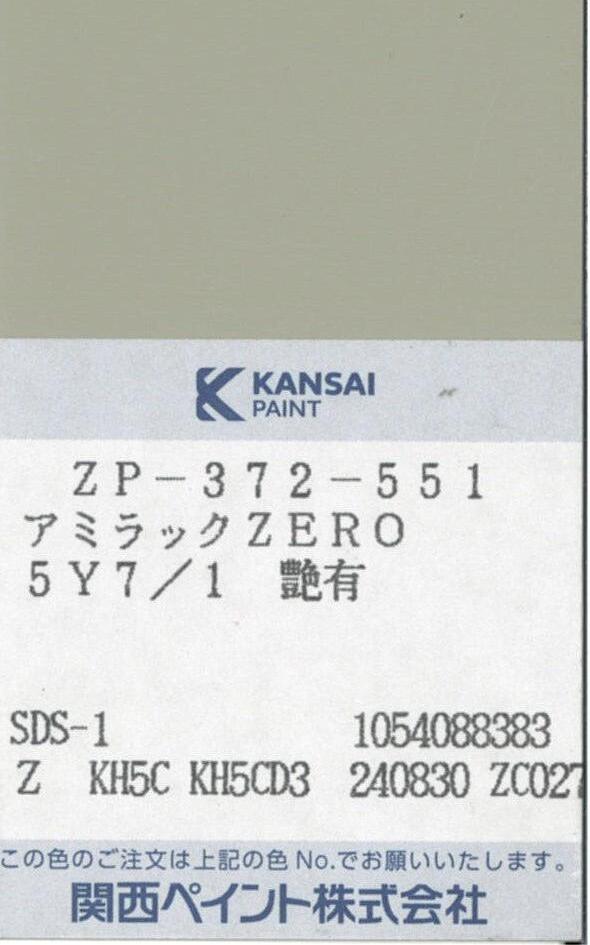 KANSAI
PAINT
ZP-372-551
アミラックZERO
5Y7/1 艶有
SDS-1 1054088383
Z KH5C KH5CD3 240830 ZC027
この色のご注文は上記の色No.でお願いいたします。
関西ペイント株式会社